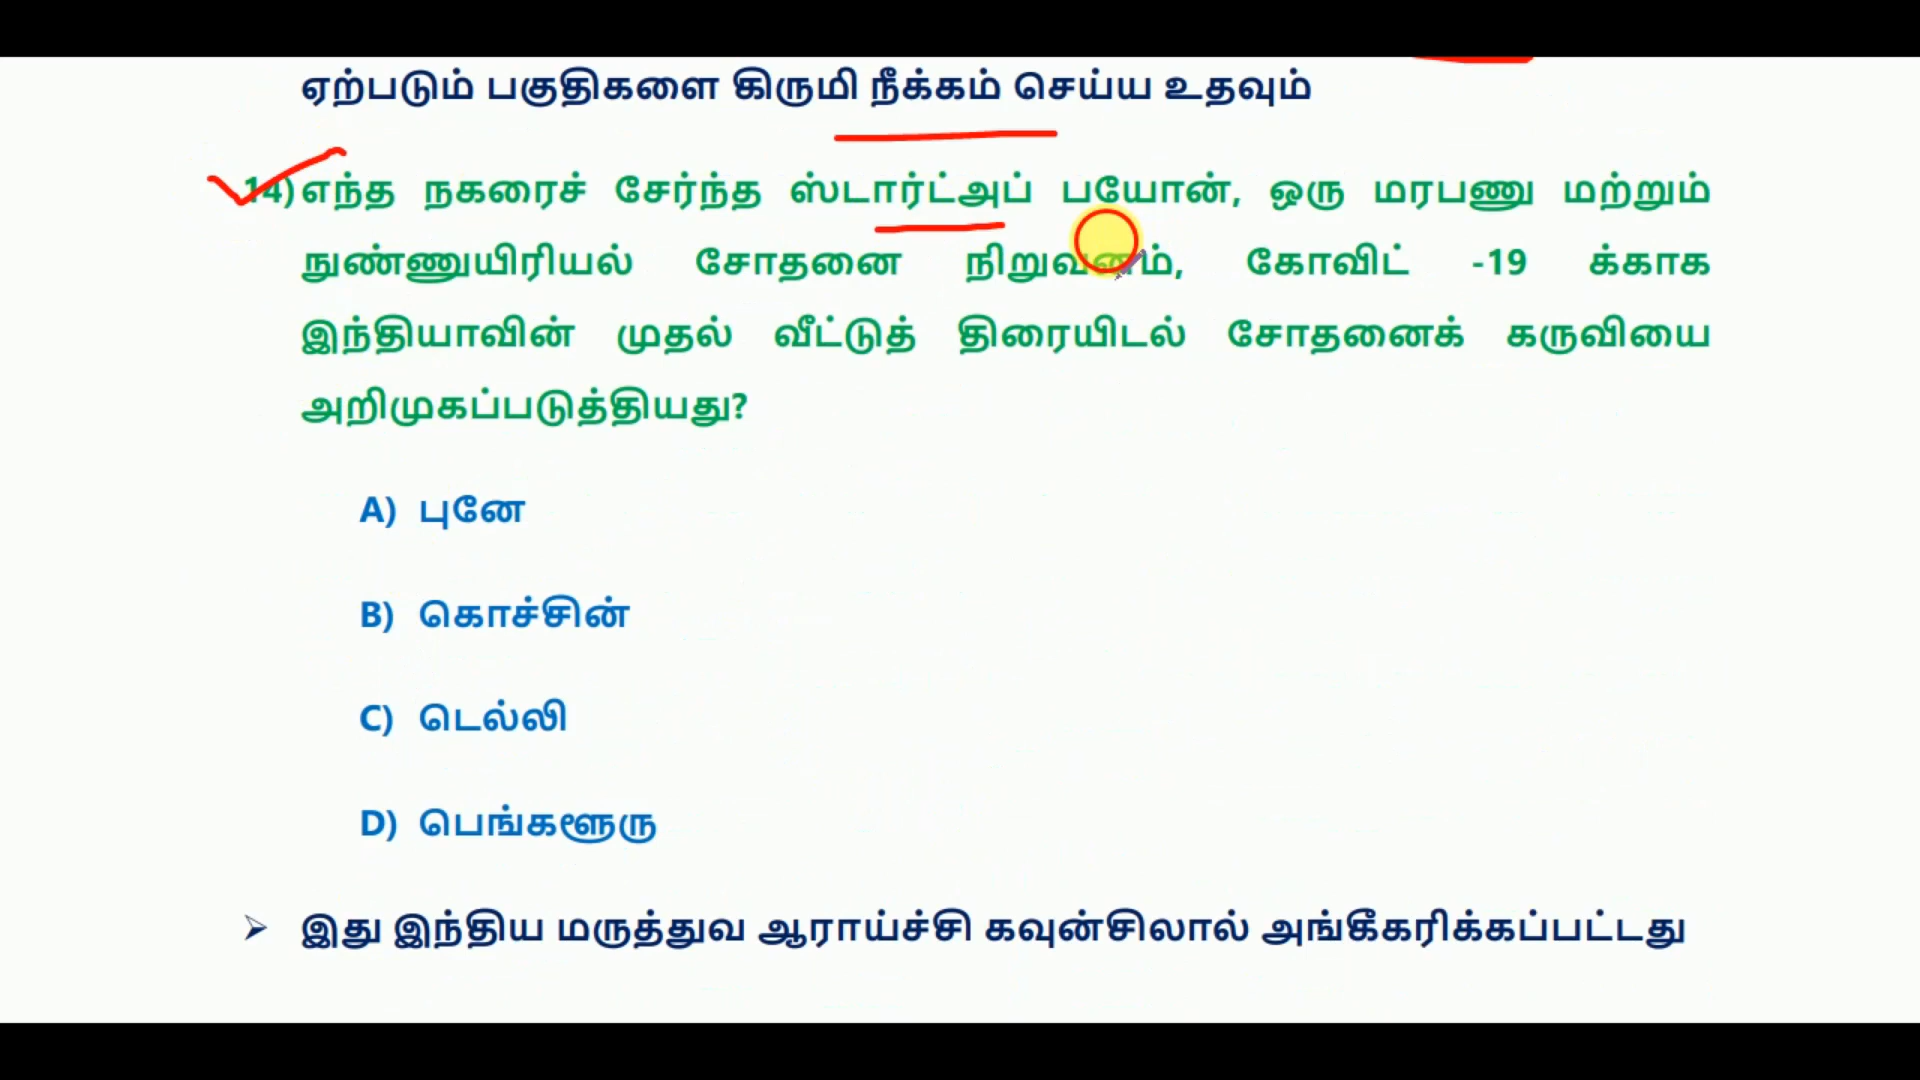 ஏற்படும் பகுதிகளை கிருமி நீக்கம் செய்ய உதவும்
14) எந்த நகரைச் சேர்ந்த ஸ்டார்ட்அப் பயோன், ஒரு மரபணு மற்றும்
நுண்ணுயிரியல் சோதனை நிறுவனம், கோவிட் -19 க்காக
இந்தியாவின் முதல் வீட்டுத் திரையிடல் சோதனைக் கருவியை
அறிமுகப்படுத்தியது?
A) புனே
B) கொச்சின்
C) டெல்லி
D) பெங்களூரு
➢ இது இந்திய மருத்துவ ஆராய்ச்சி கவுன்சிலால் அங்கீகரிக்கப்பட்டது